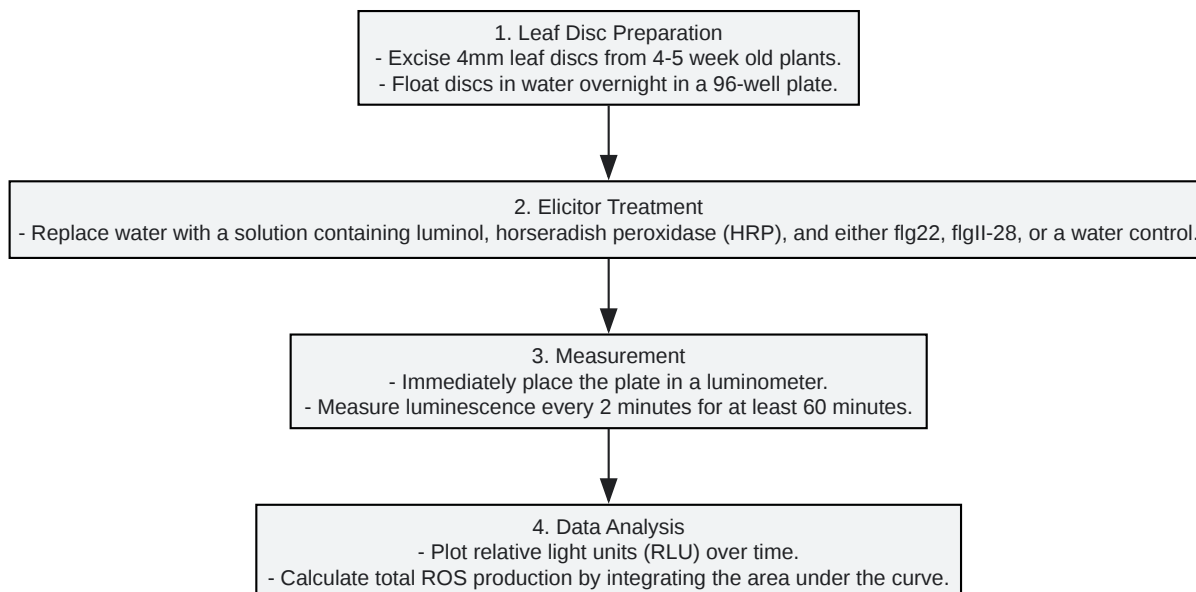 1. Leaf Disc Preparation
- Excise 4mm leaf discs from 4-5 week old plants.
- Float discs in water overnight in a 96-well plate.
2. Elicitor Treatment
- Replace water with a solution containing luminol, horseradish peroxidase (HRP), and either flg22, flgII-28, or a water control.
3. Measurement
- Immediately place the plate in a luminometer.
- Measure luminescence every 2 minutes for at least 60 minutes.
4. Data Analysis
- Plot relative light units (RLU) over time.
- Calculate total ROS production by integrating the area under the curve.